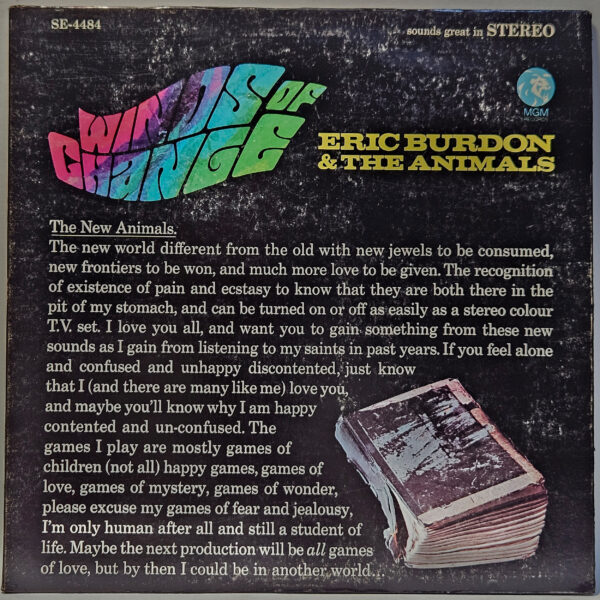 SE-4484
sounds great in STEREO
WINDS OF
CHANGE
MGM
RECORDS
ERIC BURDON
& THE ANIMALS
The New Animals.
The new world different from the old with new jewels to be consumed,
new frontiers to be won, and much more love to be given. The recognition
of existence of pain and ecstasy to know that they are both there in the
pit of my stomach, and can be turned on or off as easily as a stereo colour
T.V. set. I love you all, and want you to gain something from these new
sounds as I gain from listening to my saints in past years. If you feel alone
and confused and unhappy discontented, just know
that I (and there are many like me) love you,
and maybe you'll know why I am happy
contented and un-confused. The
games I play are mostly games of
children (not all) happy games, games of
love, games of mystery, games of wonder,
please excuse my games of fear and jealousy,
I'm only human after all and still a student of
life. Maybe the next production will be all games
of love, but by then I could be in another world...